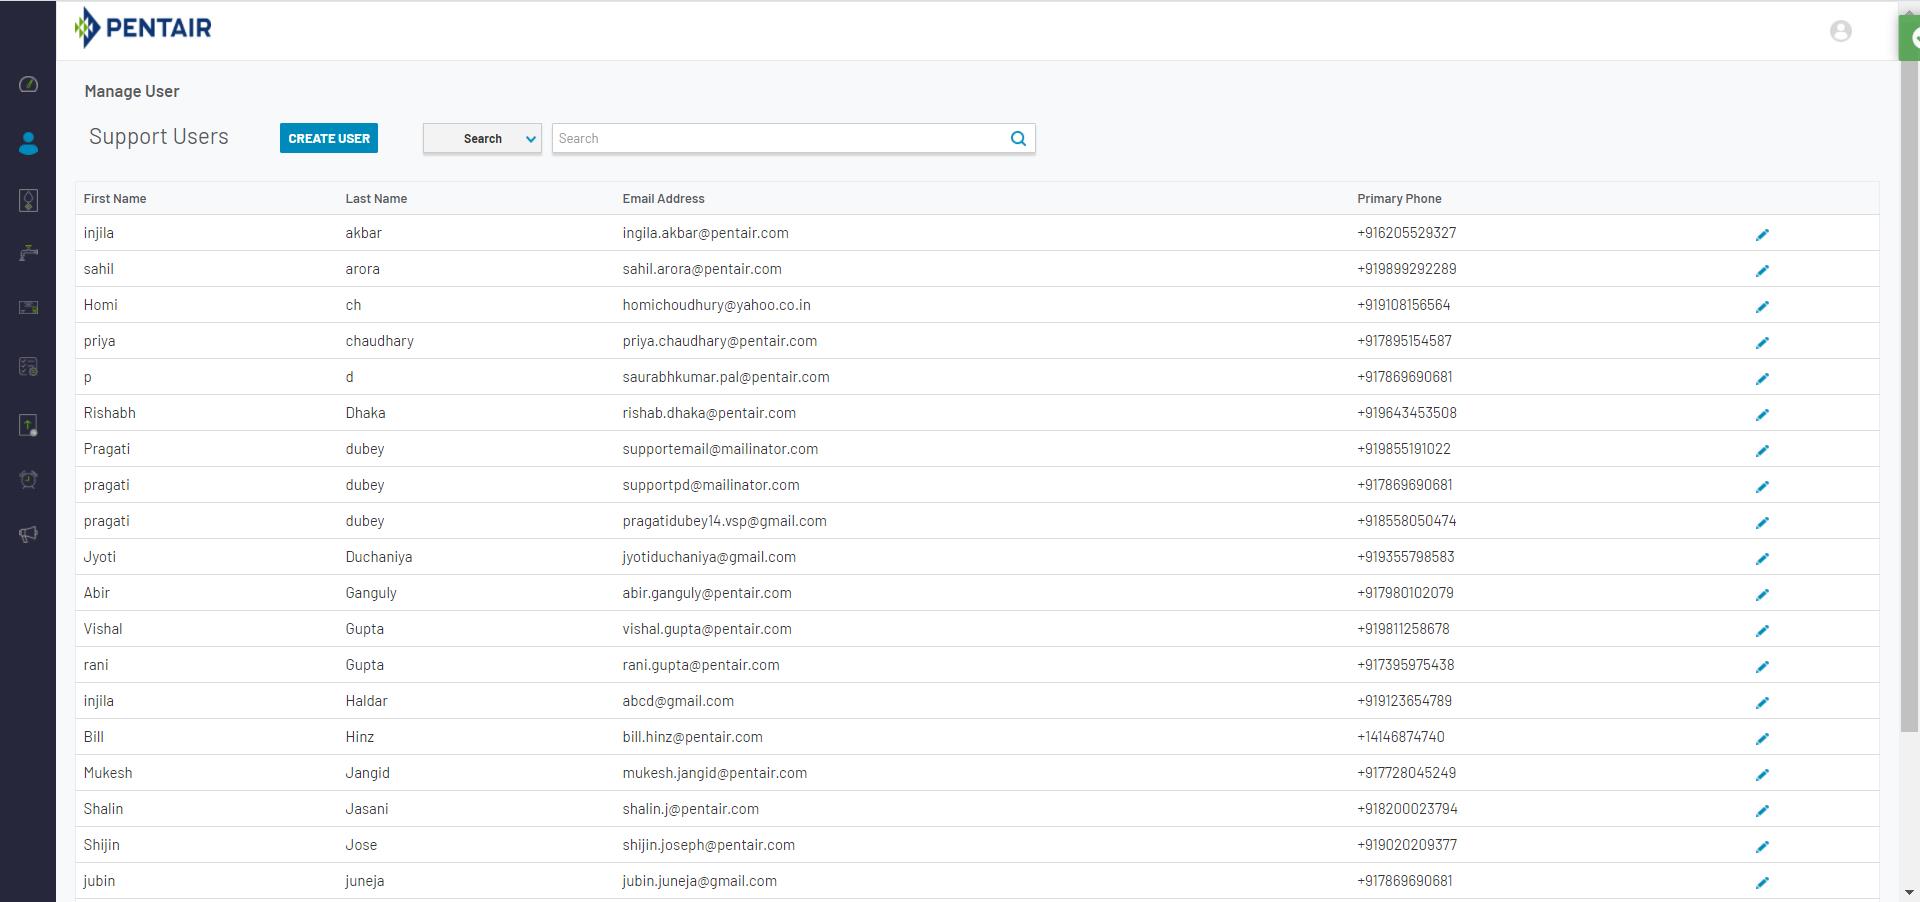 PENTAIR
Manage User
Support Users CREATE USER Search Search
First Name Last Name Email Address Primary Phone
injila akbar ingila.akbar@pentair.com +916205529327
sahil arora sahil.arora@pentair.com +919899292289
Homi ch homichoudhury@yahoo.co.in +919108156564
priya chaudhary priya.chaudhary@pentair.com +917895154587
p d saurabhkumar.pal@pentair.com +917869690681
Rishabh Dhaka rishab.dhaka@pentair.com +919643453508
Pragati dubey supportemail@mailinator.com +919855191022
pragati dubey supportpd@mailinator.com +917869690681
pragati dubey pragatidubey14.vsp@gmail.com +918558050474
Jyoti Duchaniya jyotiduchaniya@gmail.com +919355798583
Abir Ganguly abir.ganguly@pentair.com +917980102079
Vishal Gupta vishal.gupta@pentair.com +919811258678
rani Gupta rani.gupta@pentair.com +917395975438
injila Haldar abcd@gmail.com +919123654789
Bill Hinz bill.hinz@pentair.com +14146874740
Mukesh Jangid mukesh.jangid@pentair.com +917728045249
Shalin Jasani shalin.j@pentair.com +918200023794
Shijin Jose shijin.joseph@pentair.com +919020209377
jubin juneja jubin.juneja@gmail.com +917869690681